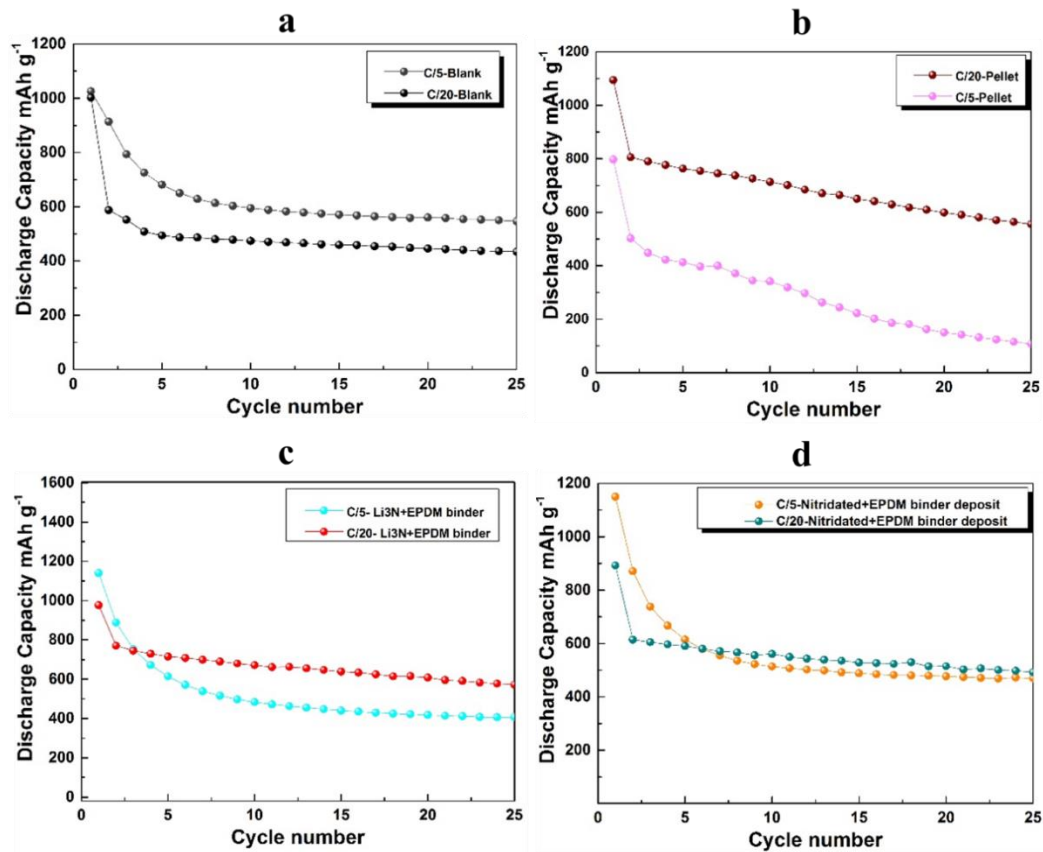 a
1200
1000
800
600
400
200
0
Discharge Capacity mAh g-1
C/5-Blank
C/20-Blank
0 5 10 15 20 25
Cycle number
b
1200
1000
800
600
400
200
0
Discharge Capacity mAh g-1
C/20-Pellet
C/5-Pellet
0 5 10 15 20 25
Cycle number
c
1600
1400
1200
1000
800
600
400
200
0
Discharge Capacity mAh g-1
C/5- Li3N+EPDM binder
C/20- Li3N+EPDM binder
0 5 10 15 20 25
Cycle number
d
1200
1000
800
600
400
200
0
Discharge Capacity mAh g-1
C/5-Nitridated+EPDM binder deposit
C/20-Nitridated+EPDM binder deposit
0 5 10 15 20 25
Cycle number